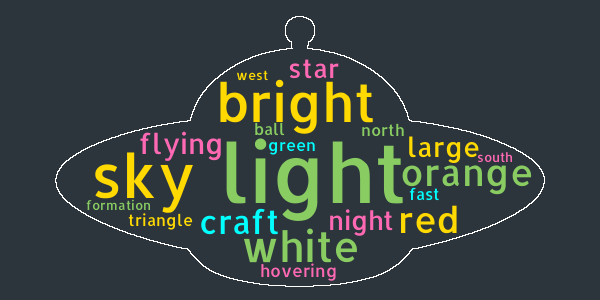 star
west
bright
ball
north
flying
green
large
light
south
sky
orange
fast
formation
triangle
craft
night
red
white
hovering